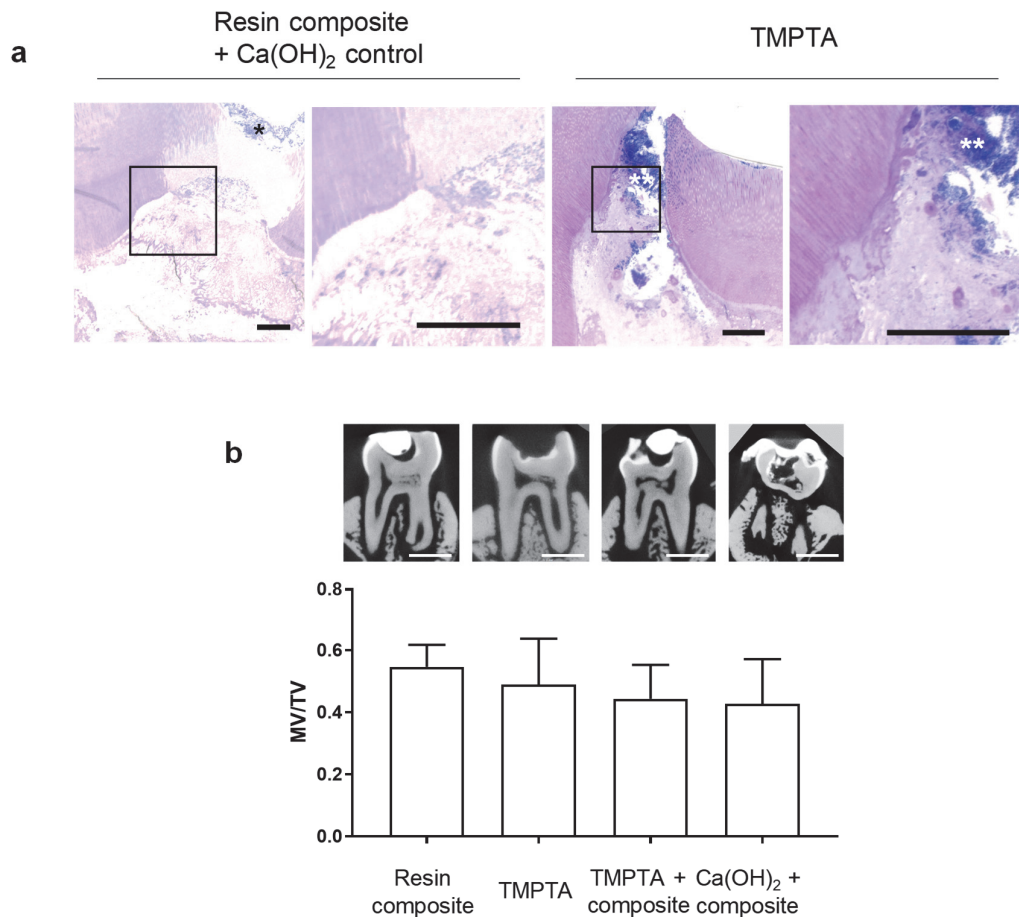 a
Resin composite
+ Ca(OH)₂ control
TMPTA
*
**
**
b
MV/TV
0.8
0.6
0.4
0.2
0.0
Resin
composite
TMPTA
TMPTA +
composite
Ca(OH)₂ +
composite